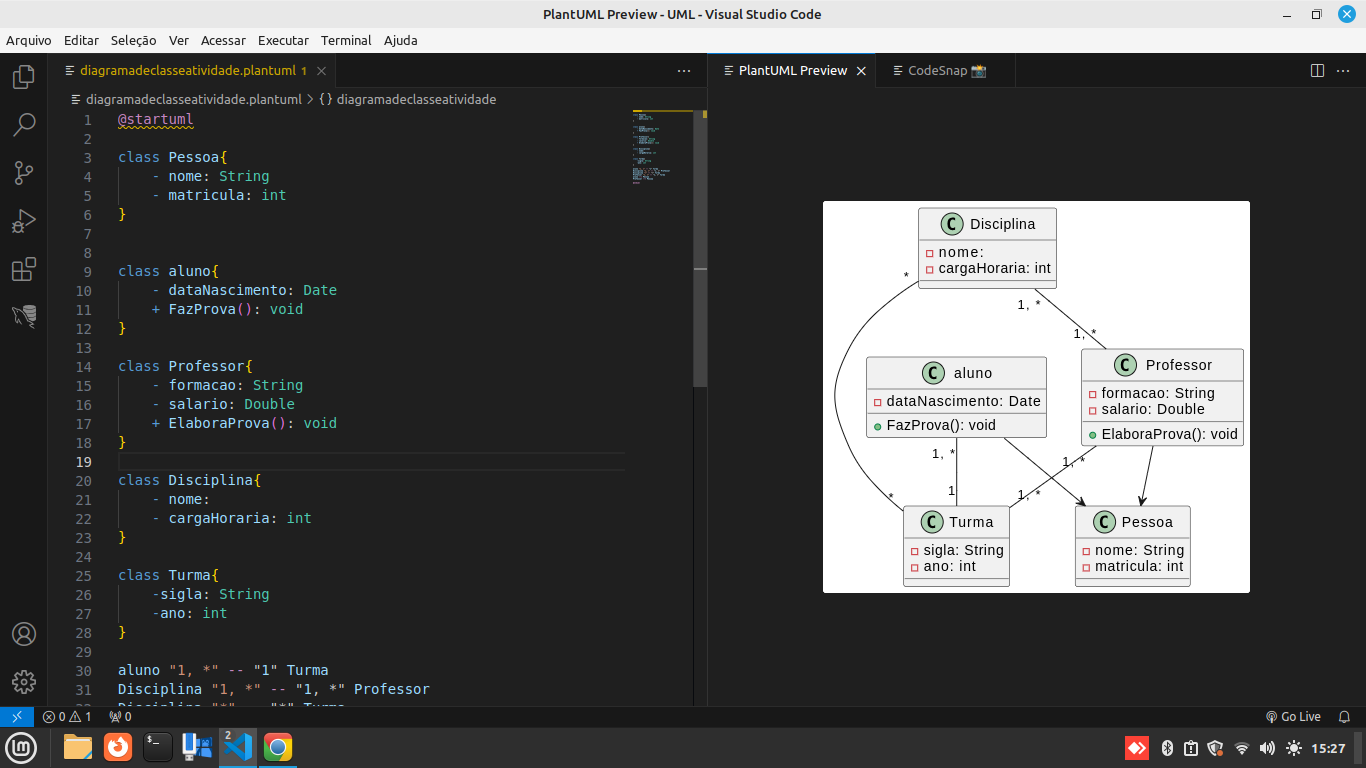 PlantUML Preview - UML - Visual Studio Code
Arquivo Editar Seleção Ver Acessar Executar Terminal Ajuda
diagramadeclasseatividade.plantuml 1
PlantUML Preview
CodeSnap 📸
diagramadeclasseatividade.plantuml > {} diagramadeclasseatividade
1 @startuml
2
3 class Pessoa{
4 - nome: String
5 - matricula: int
6 }
7
8
9 class aluno{
10 - dataNascimento: Date
11 + FazProva(): void
12 }
13
14 class Professor{
15 - formacao: String
16 - salario: Double
17 + ElaboraProva(): void
18 }
19
20 class Disciplina{
21 - nome:
22 - cargaHoraria: int
23 }
24
25 class Turma{
26 -sigla: String
27 -ano: int
28 }
29
30 aluno "1, *" -- "1" Turma
31 Disciplina "1, *" -- "1, *" Professor
C Disciplina
nome:
cargaHoraria: int
*
1, *
1, *
C aluno
dataNascimento: Date
FazProva(): void
C Professor
formacao: String
salario: Double
ElaboraProva(): void
1, *
1, *
*
1
1, *
C Turma
sigla: String
ano: int
C Pessoa
nome: String
matricula: int
0 1 0
Go Live
2
15:27